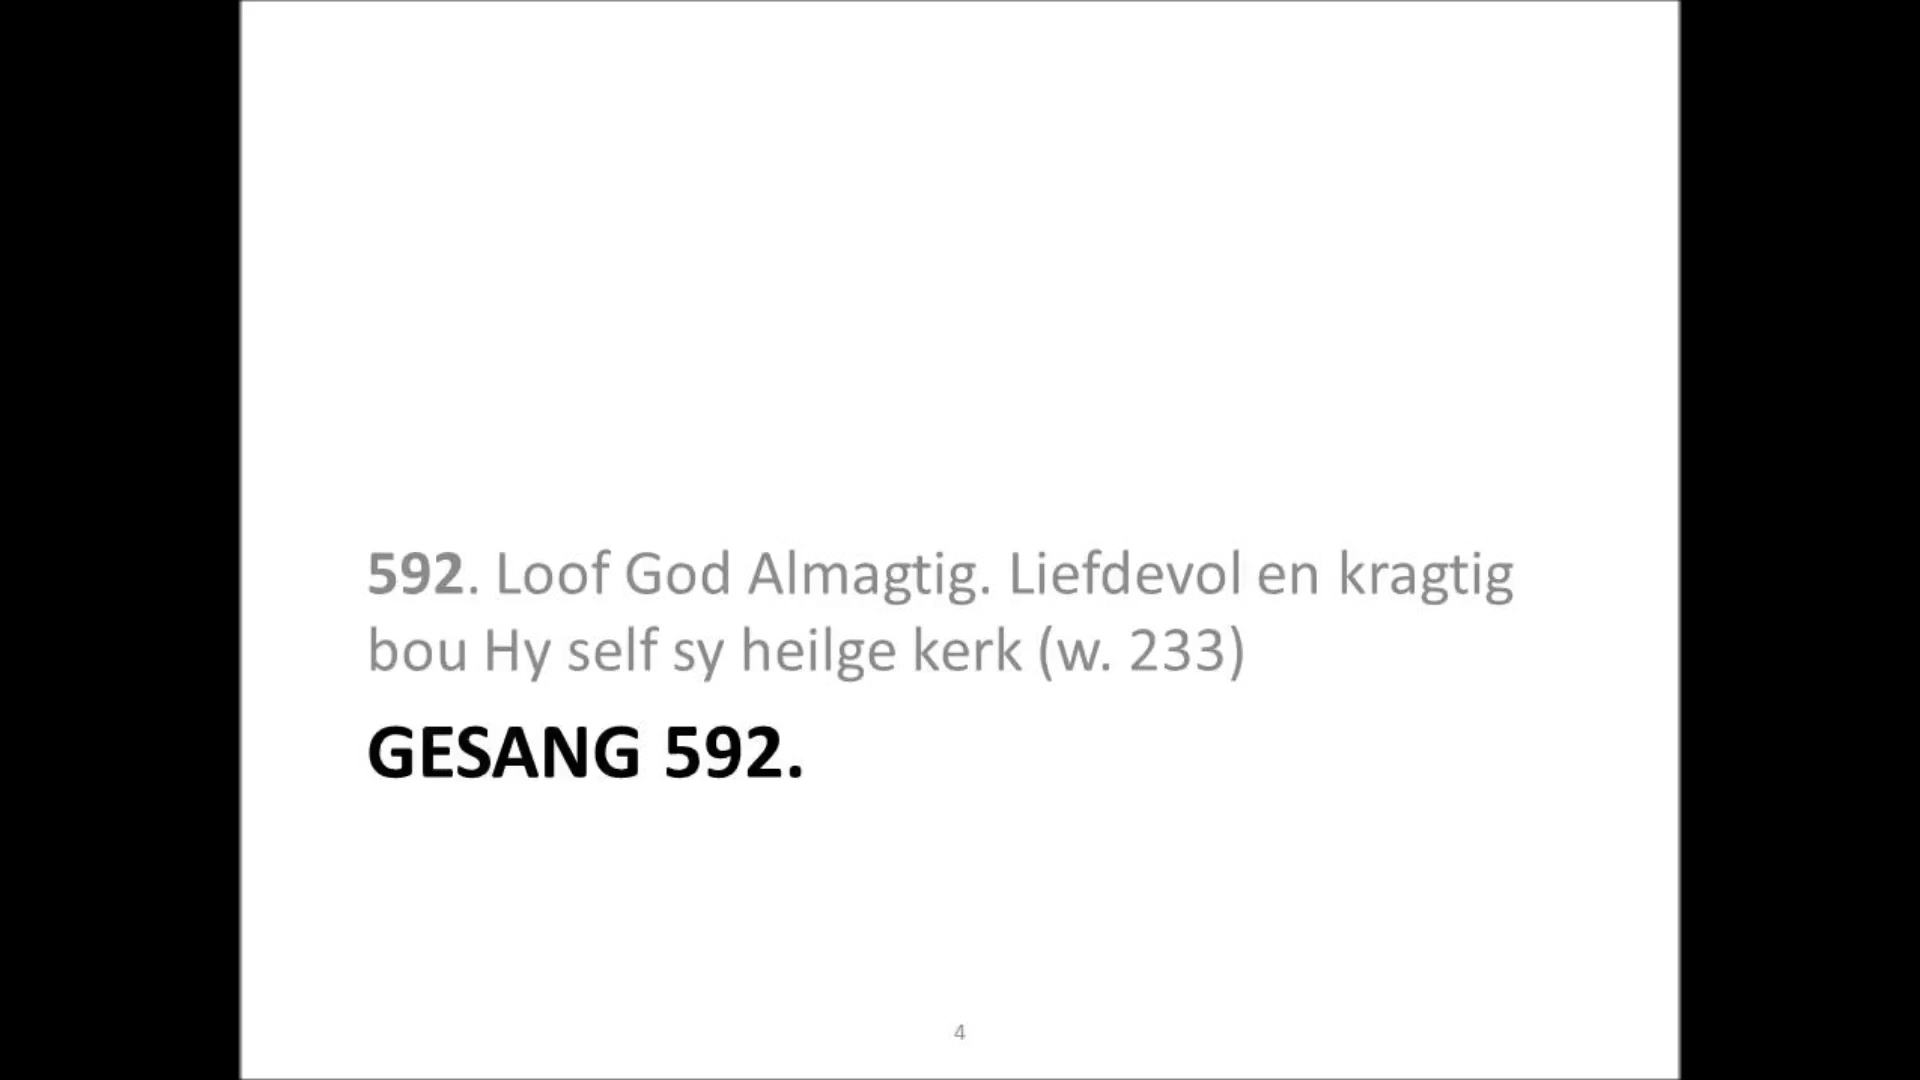 592. Loof God Almagtig. Liefdevol en kragtig
bou Hy self sy heilge kerk (w. 233)
GESANG 592.
4